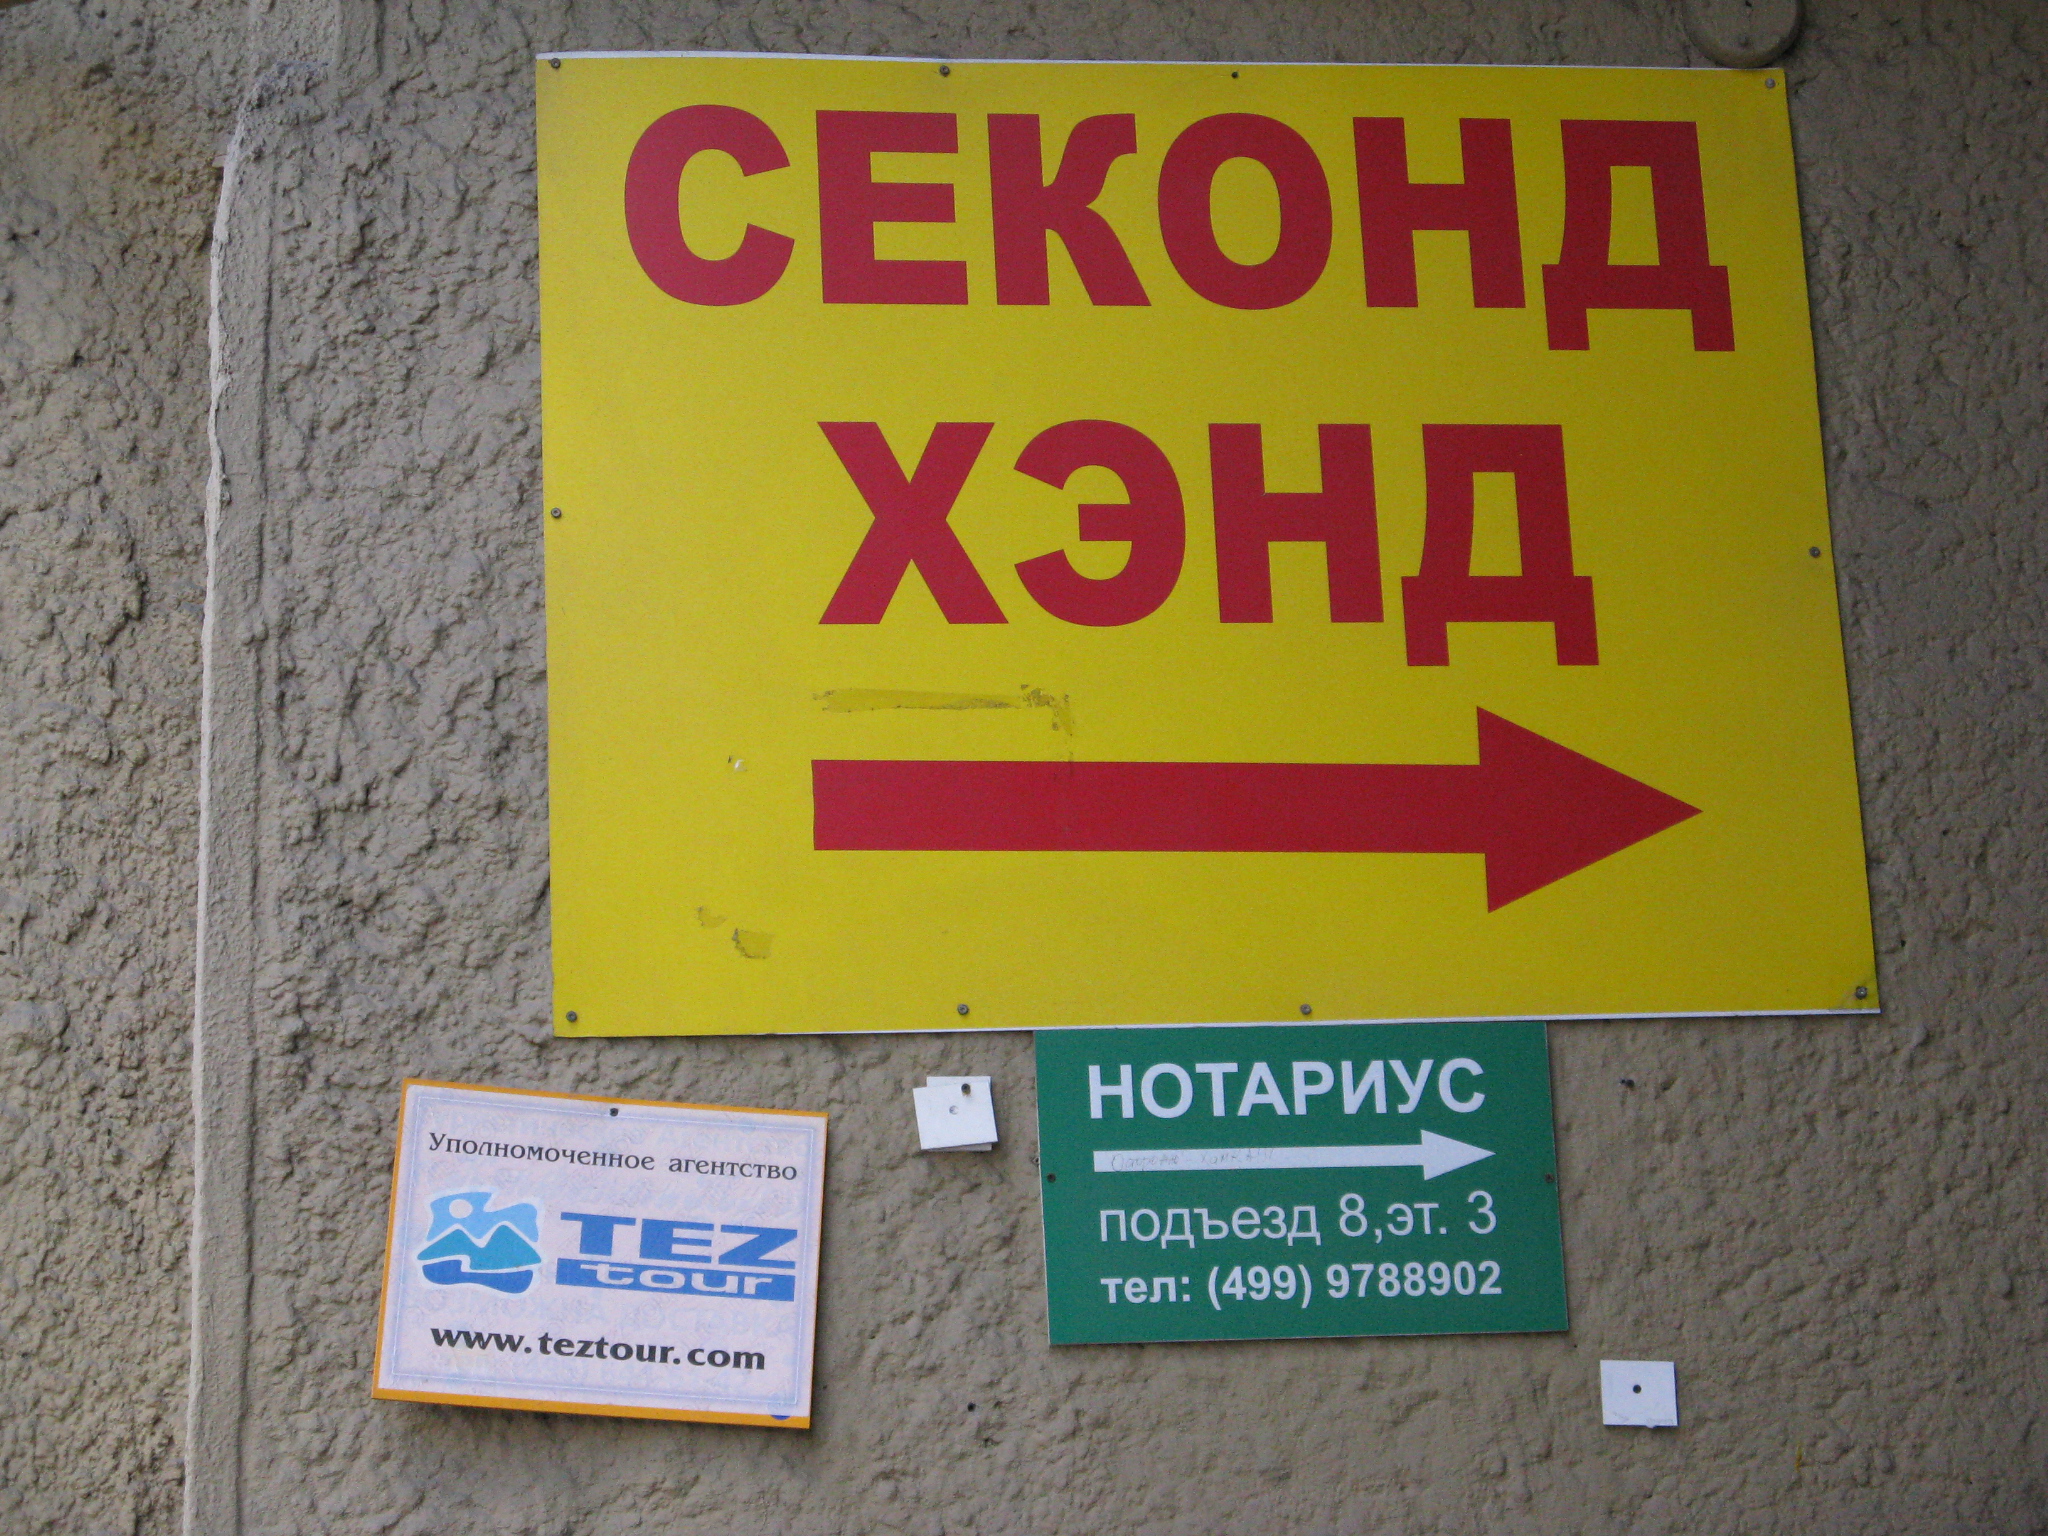 СЕКОНД
ХЭНД
НОТАРИУС
подъезд 8,эт. 3
тел: (499) 9788902
Уполномоченное агентство
TEZ
tour
www.teztour.com